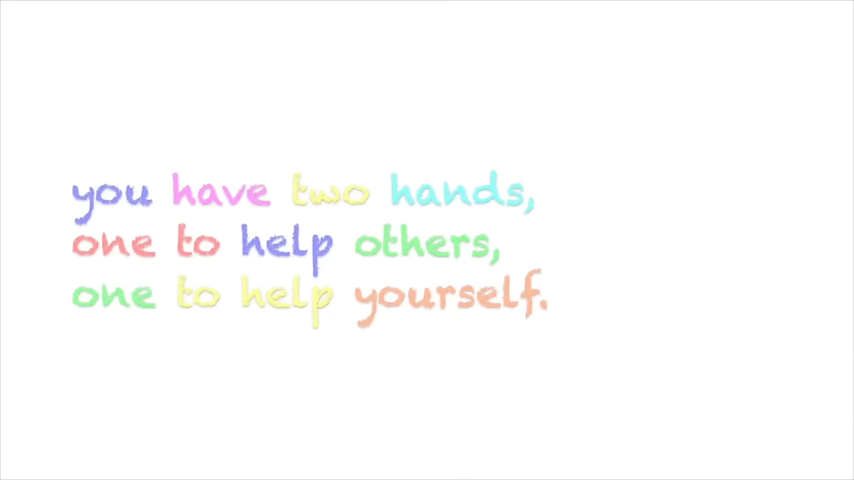 you have two hands,
one to help others,
one to help yourself.